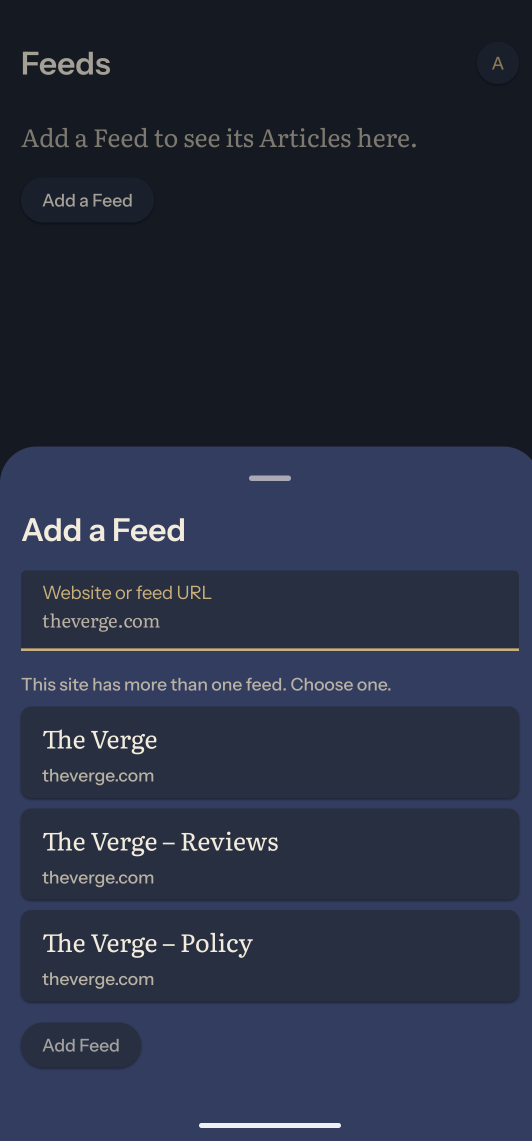 Feeds
A
Add a Feed to see its Articles here.
Add a Feed
Add a Feed
Website or feed URL
theverge.com
This site has more than one feed. Choose one.
The Verge
theverge.com
The Verge – Reviews
theverge.com
The Verge – Policy
theverge.com
Add Feed